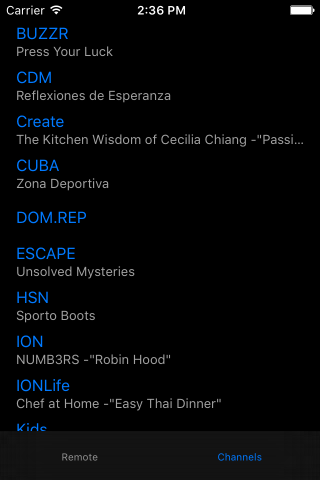 Carrier 2:36 PM
BUZZR
Press Your Luck
CDM
Reflexiones de Esperanza
Create
The Kitchen Wisdom of Cecilia Chiang -"Passi...
CUBA
Zona Deportiva
DOM.REP
ESCAPE
Unsolved Mysteries
HSN
Sporto Boots
ION
NUMB3RS -"Robin Hood"
IONLife
Chef at Home -"Easy Thai Dinner"
Kids
Remote Channels